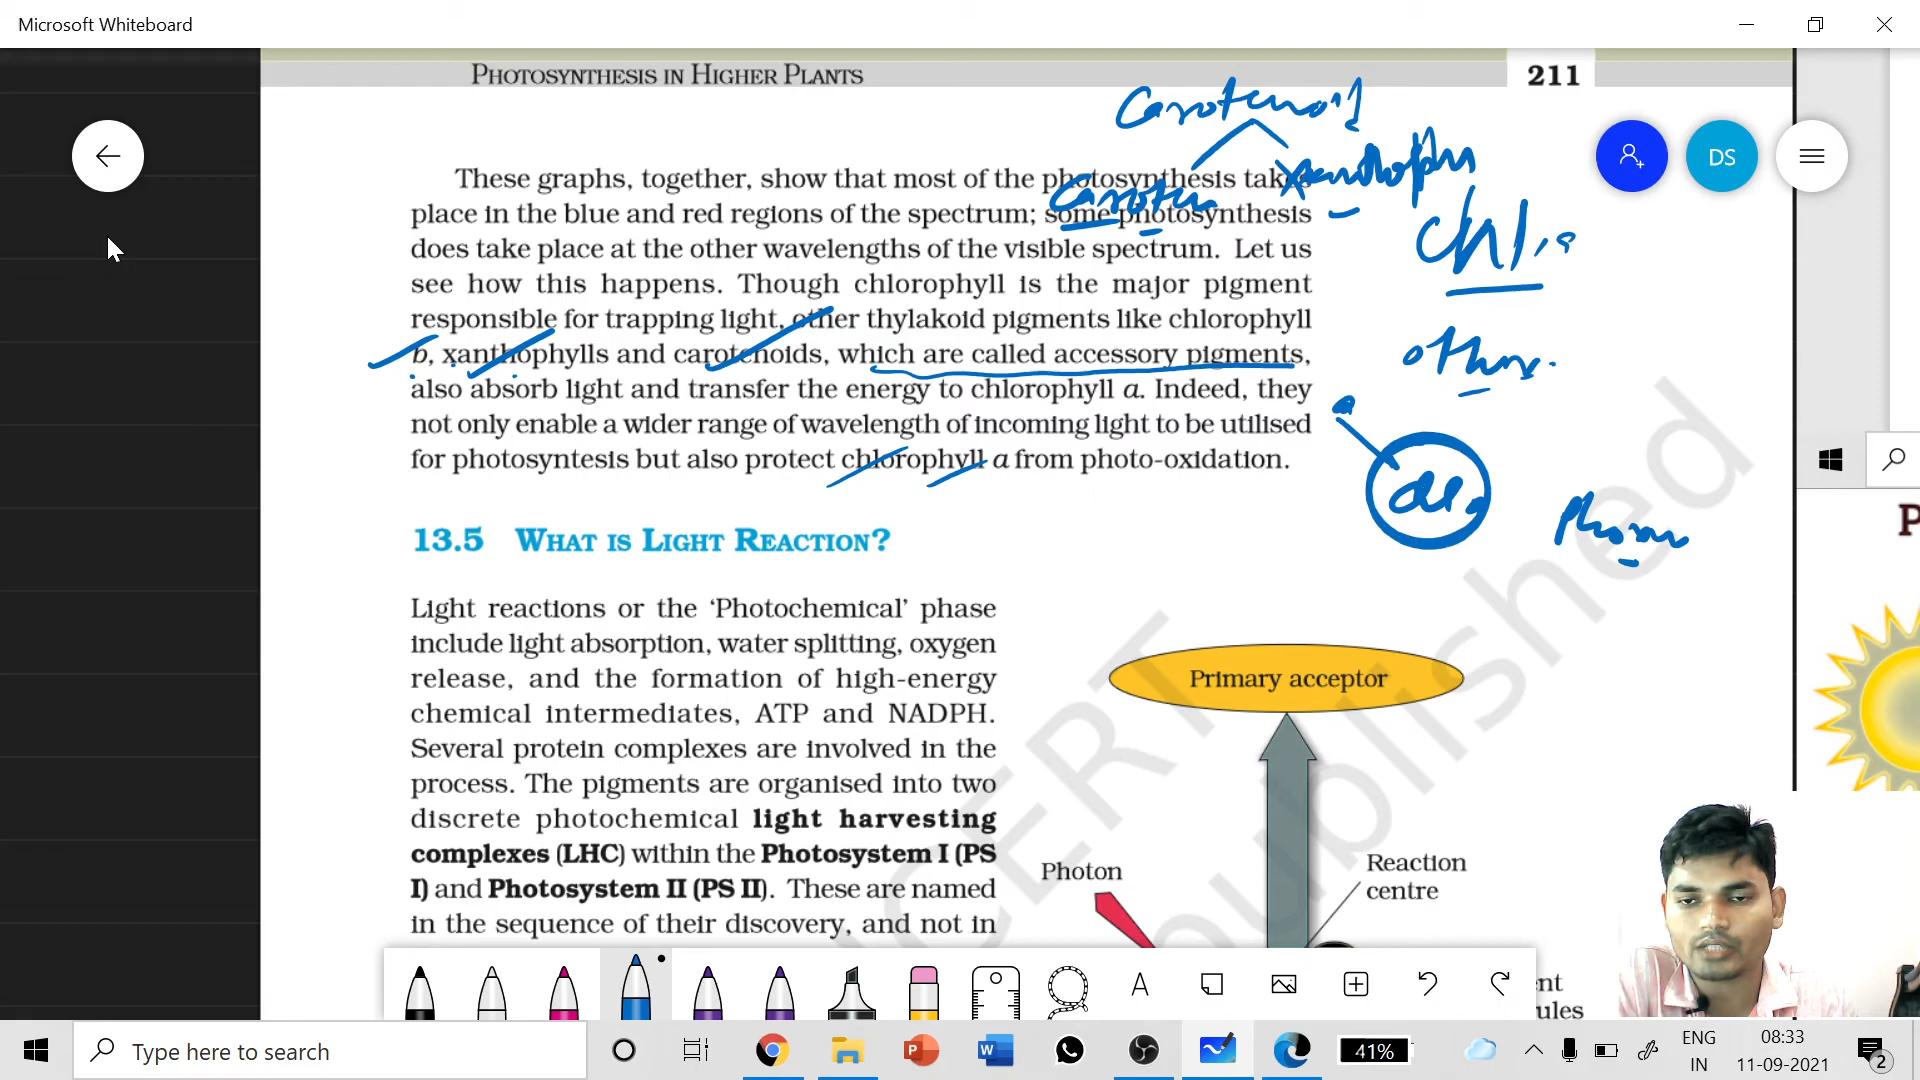 Microsoft Whiteboard
PHOTOSYNTHESIS IN HIGHER PLANTS
211
Carotenoid
Caroten
xanthophy
DS
These graphs, together, show that most of the photosynthesis takes
place in the blue and red regions of the spectrum; some photosynthesis
does take place at the other wavelengths of the visible spectrum. Let us
see how this happens. Though chlorophyll is the major pigment
responsible for trapping light, other thylakoid pigments like chlorophyll
b, xanthophylls and carotenoids, which are called accessory pigments,
also absorb light and transfer the energy to chlorophyll a. Indeed, they
not only enable a wider range of wavelength of incoming light to be utilised
for photosyntesis but also protect chlorophyll a from photo-oxidation.
chl, a
others
13.5 WHAT IS LIGHT REACTION?
Light reactions or the ‘Photochemical’ phase
include light absorption, water splitting, oxygen
release, and the formation of high-energy
chemical intermediates, ATP and NADPH.
Several protein complexes are involved in the
process. The pigments are organised into two
discrete photochemical light harvesting
complexes (LHC) within the Photosystem I (PS
I) and Photosystem II (PS II). These are named
in the sequence of their discovery, and not in
Primary acceptor
Photon
Reaction
centre
P
nt
ules
Type here to search
41%
ENG
IN
08:33
11-09-2021
2